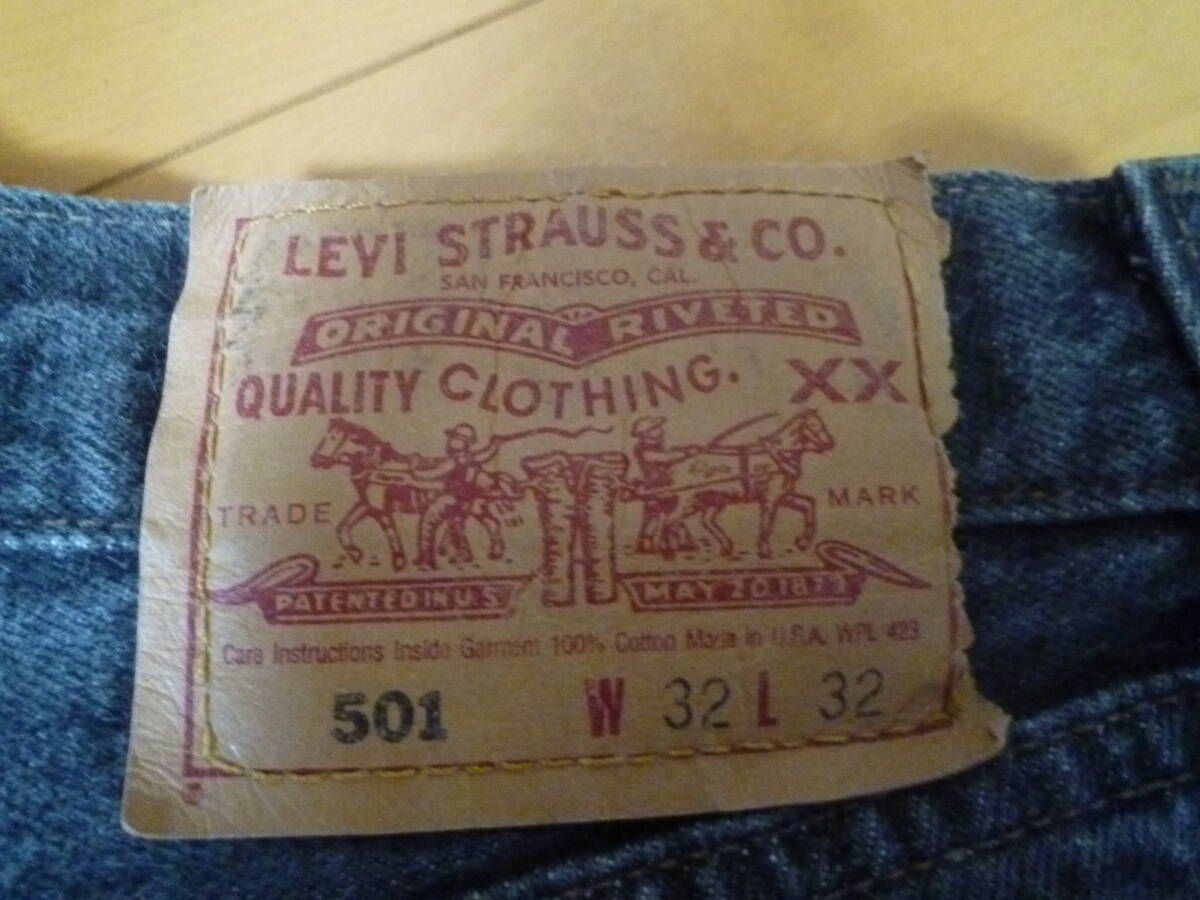 LEVI STRAUSS & CO.
SAN FRANCISCO, CAL.
ORIGINAL RIVETED
QUALITY CLOTHING. XX
TRADE MARK
PATENTED IN U.S. MAY 20.1873
Care Instructions Inside Garment 100% Cotton Made in U.S.A. WPL 423
501 W 32 L 32